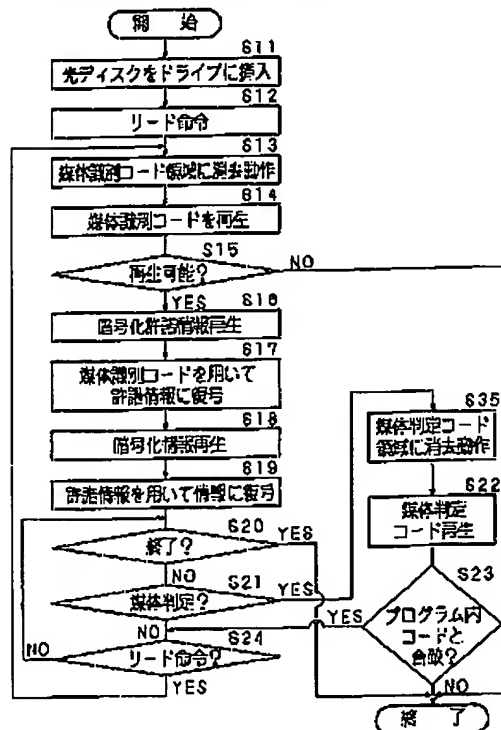 開 始
S11
光ディスクをドライブに挿入
S12
リード命令
S13
媒体識別コード領域に消去動作
S14
媒体識別コードを再生
S15
再生可能?
NO
YES
S16
暗号化許諾情報再生
S17
媒体識別コードを用いて
許諾情報に復号
S18
暗号化情報再生
S19
許諾情報を用いて情報に復号
S20
終了?
YES
NO
S21
媒体判定?
YES
NO
S24
リード命令?
NO
YES
S35
媒体判定コード
領域に消去動作
S22
媒体判定
コード再生
S23
プログラム内
コードと
合致?
YES
NO
終 了